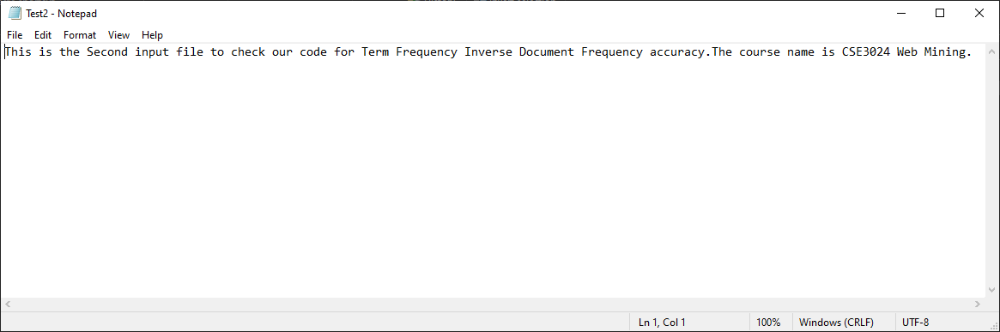 Test2 - Notepad
File Edit Format View Help
This is the Second input file to check our code for Term Frequency Inverse Document Frequency accuracy.The course name is CSE3024 Web Mining.
Ln 1, Col 1 100% Windows (CRLF) UTF-8